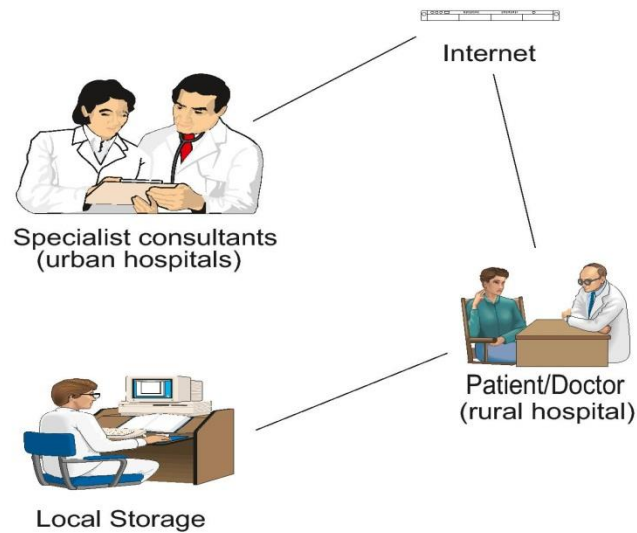 Internet
Specialist consultants
(urban hospitals)
Patient/Doctor
(rural hospital)
Local Storage